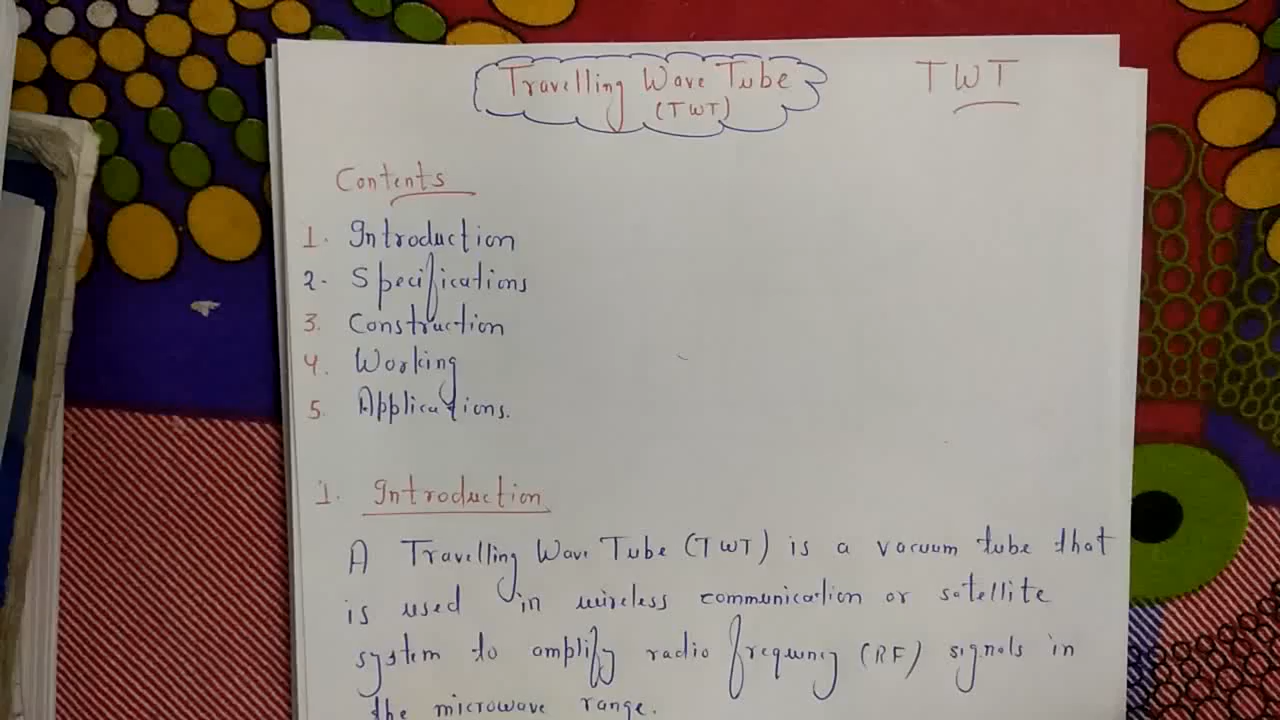 Travelling Wave Tube
(TWT)
TWT
Contents
1. Introduction
2. Specifications
3. Construction
4. Working
5. Applications.
1. Introduction
A Travelling Wave Tube (TWT) is a vacuum tube that
is used in wireless communication or satellite
system to amplify radio frequency (RF) signals in
the microwave range.